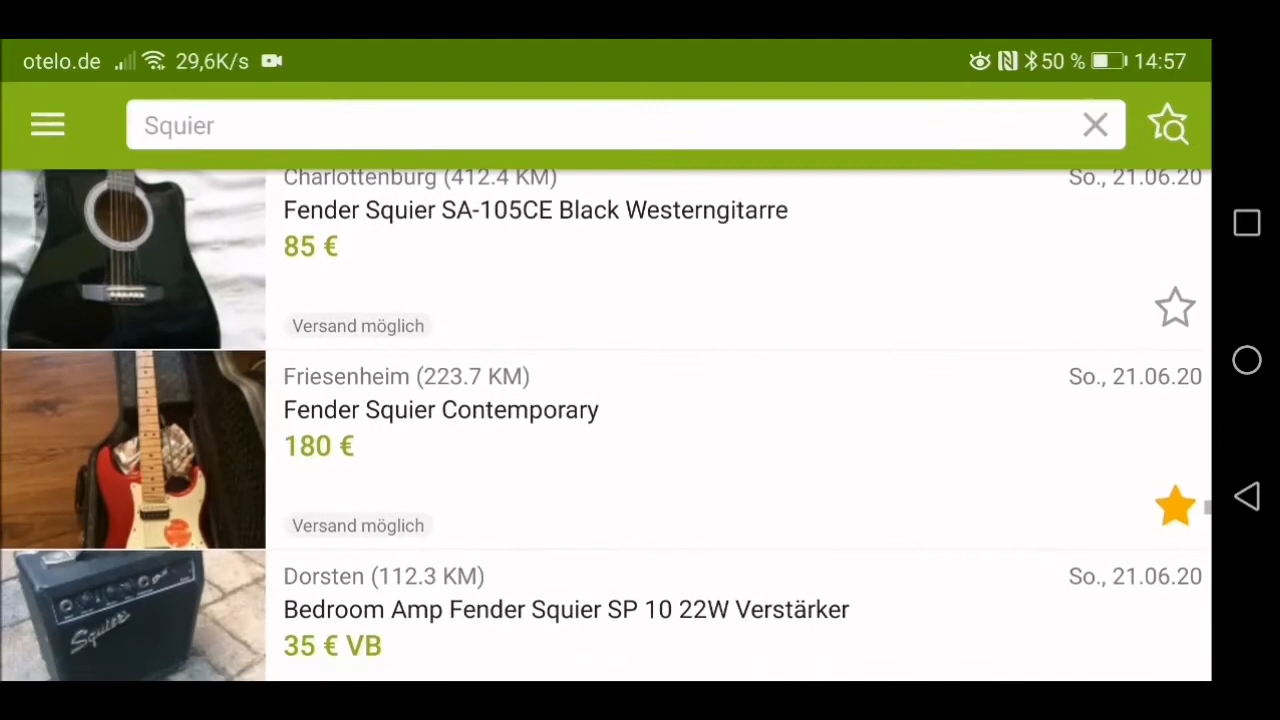 otelo.de 29,6K/s 50 % 14:57
Squier
Charlottenburg (412.4 KM) So., 21.06.20
Fender Squier SA-105CE Black Westerngitarre
85 €
Versand möglich
Friesenheim (223.7 KM) So., 21.06.20
Fender Squier Contemporary
180 €
Versand möglich
Dorsten (112.3 KM) So., 21.06.20
Bedroom Amp Fender Squier SP 10 22W Verstärker
35 € VB
Squier